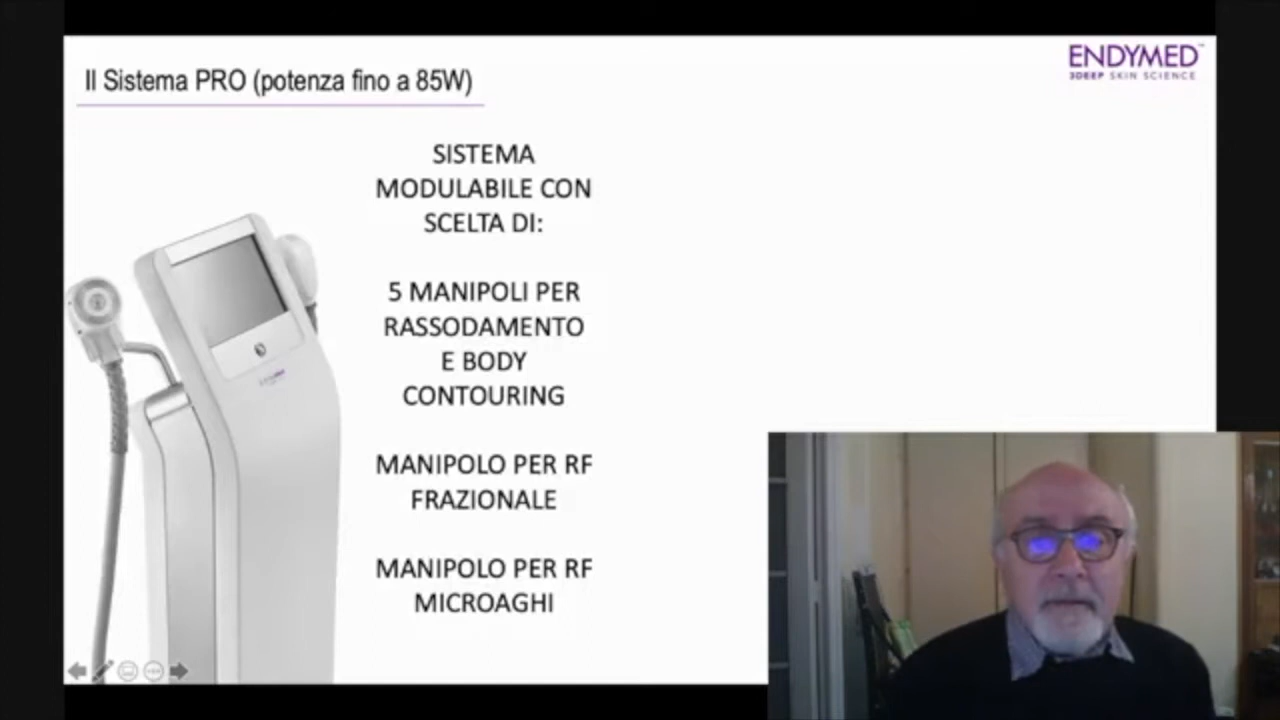 Il Sistema PRO (potenza fino a 85W)
ENDYMED™
3DEEP SKIN SCIENCE
SISTEMA
MODULABILE CON
SCELTA DI:
5 MANIPOLI PER
RASSODAMENTO
E BODY
CONTOURING
MANIPOLO PER RF
FRAZIONALE
MANIPOLO PER RF
MICROAGHI